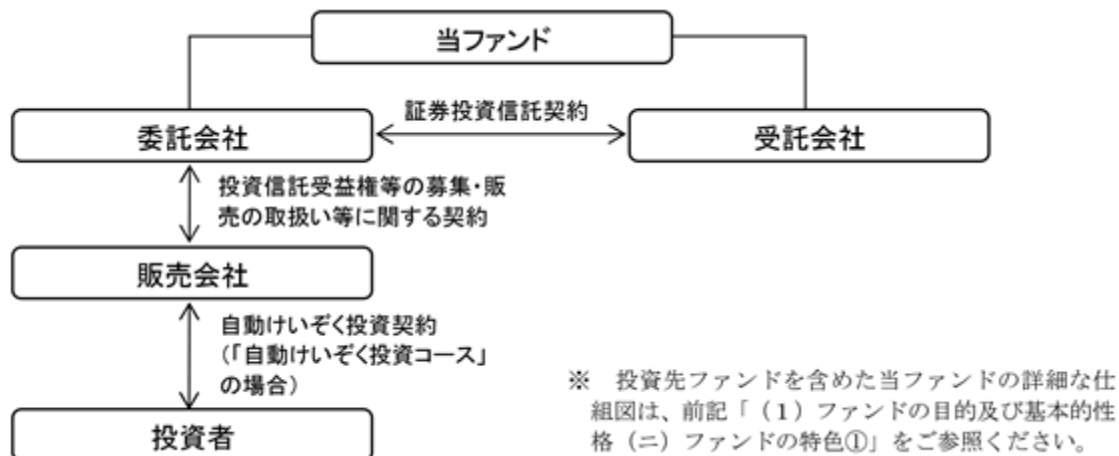 当ファンド
証券投資信託契約
委託会社
受託会社
投資信託受益権等の募集・販
売の取扱い等に関する契約
販売会社
自動けいぞく投資契約
(「自動けいぞく投資コース」
の場合)
※ 投資先ファンドを含めた当ファンドの詳細な仕
組図は、前記「(1)ファンドの目的及び基本的性
格(ニ)ファンドの特色①」をご参照ください。
投資者